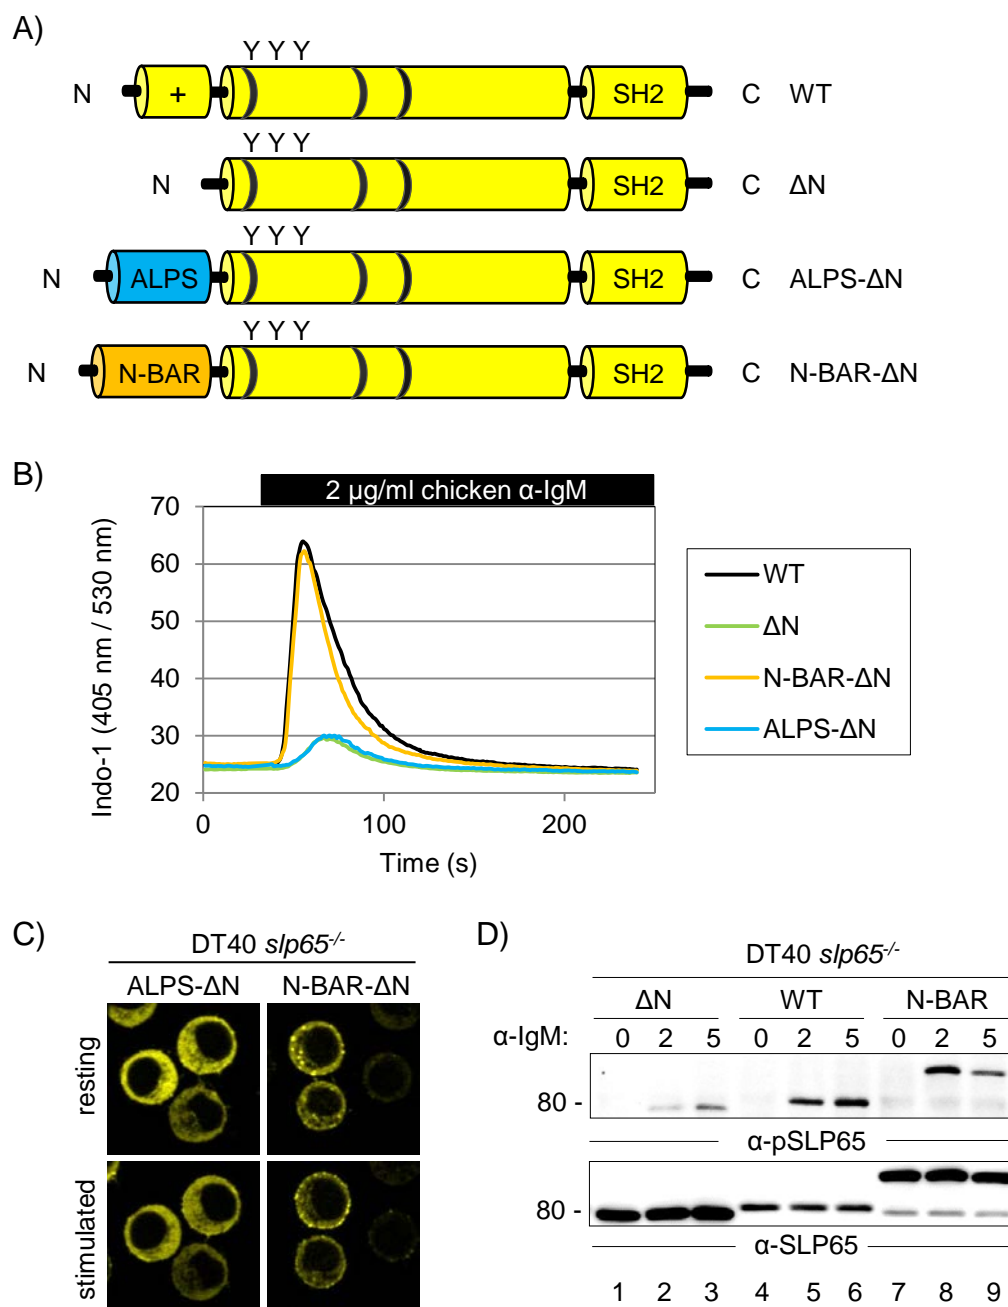 A)
Y Y Y
N + SH2 C WT
Y Y Y
N SH2 C ΔN
Y Y Y
N ALPS SH2 C ALPS-ΔN
Y Y Y
N N-BAR SH2 C N-BAR-ΔN
B)
2 µg/ml chicken α-IgM
Indo-1 (405 nm / 530 nm)
70
60
50
40
30
20
0 100 200
Time (s)
WT
ΔN
N-BAR-ΔN
ALPS-ΔN
C)
DT40 slp65-/-
ALPS-ΔN N-BAR-ΔN
resting
stimulated
D)
DT40 slp65-/-
ΔN WT N-BAR
α-IgM: 0 2 5 0 2 5 0 2 5
80 -
α-pSLP65
80 -
α-SLP65
1 2 3 4 5 6 7 8 9